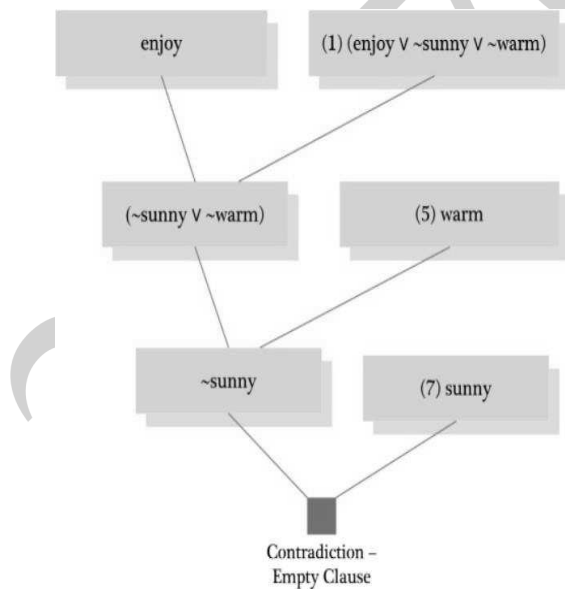 enjoy
(1) (enjoy V ~sunny V ~warm)
(~sunny V ~warm)
(5) warm
~sunny
(7) sunny
Contradiction –
Empty Clause